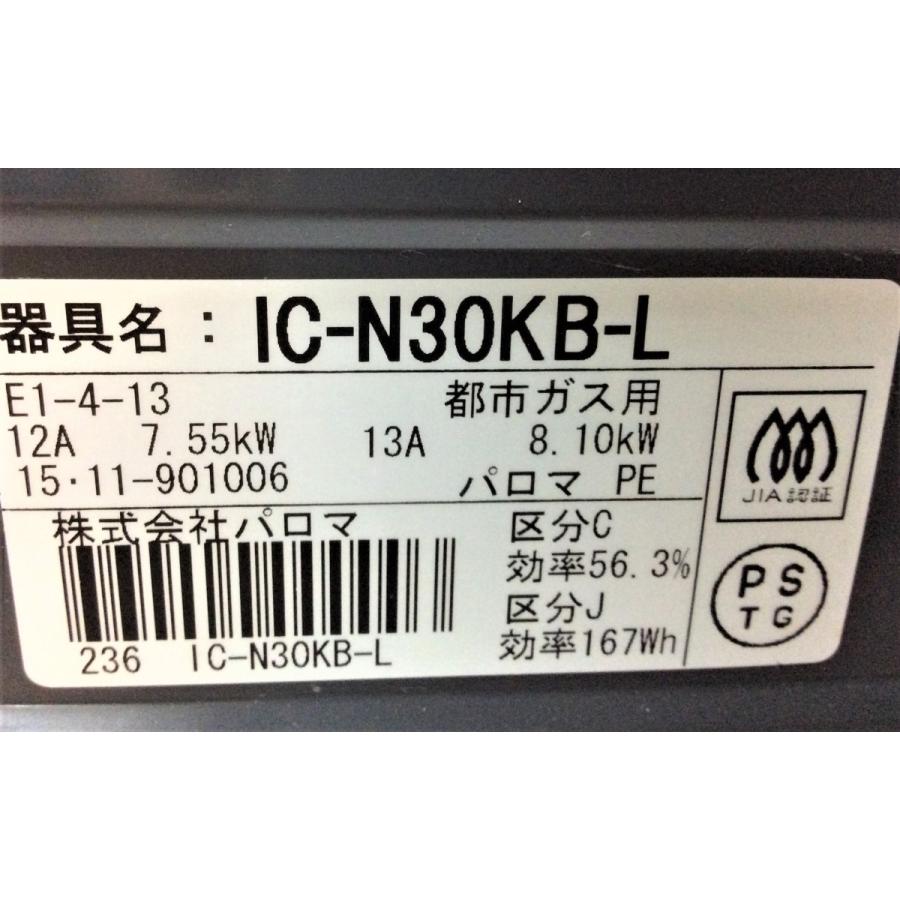 器具名：IC-N30KB-L
E1-4-13 都市ガス用
12A 7.55kW 13A 8.10kW
15・11-901006 パロマ PE
株式会社パロマ
236 IC-N30KB-L
区分C
効率56.3%
区分J
効率167Wh
JIA認証
PS
TG